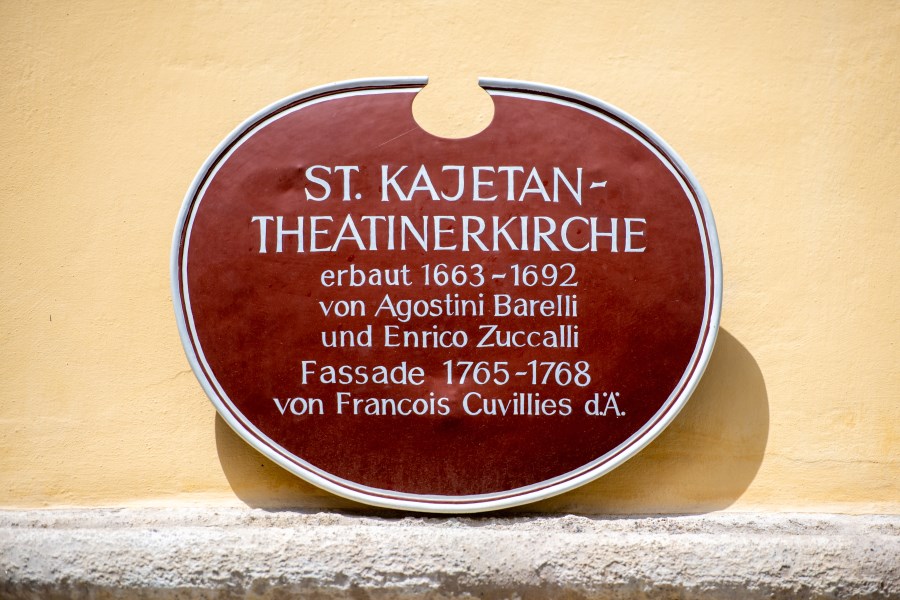 ST. KAJETAN-
THEATINERKIRCHE
erbaut 1663-1692
von Agostini Barelli
und Enrico Zuccalli
Fassade 1765-1768
von Francois Cuvillies d.Ä.